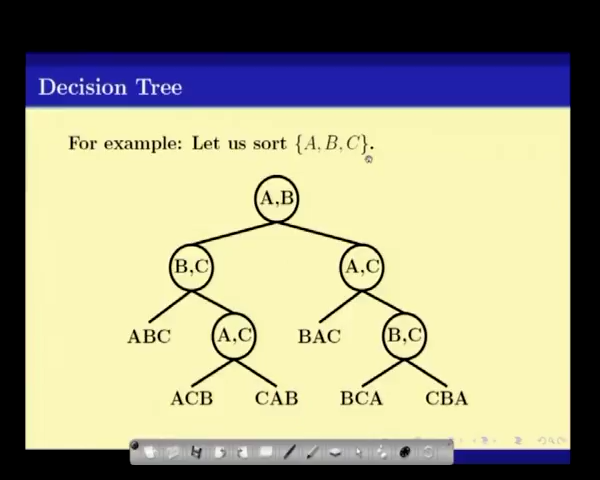 Decision Tree
For example: Let us sort {A, B, C}.
A,B
B,C A,C
ABC A,C BAC B,C
ACB CAB BCA CBA